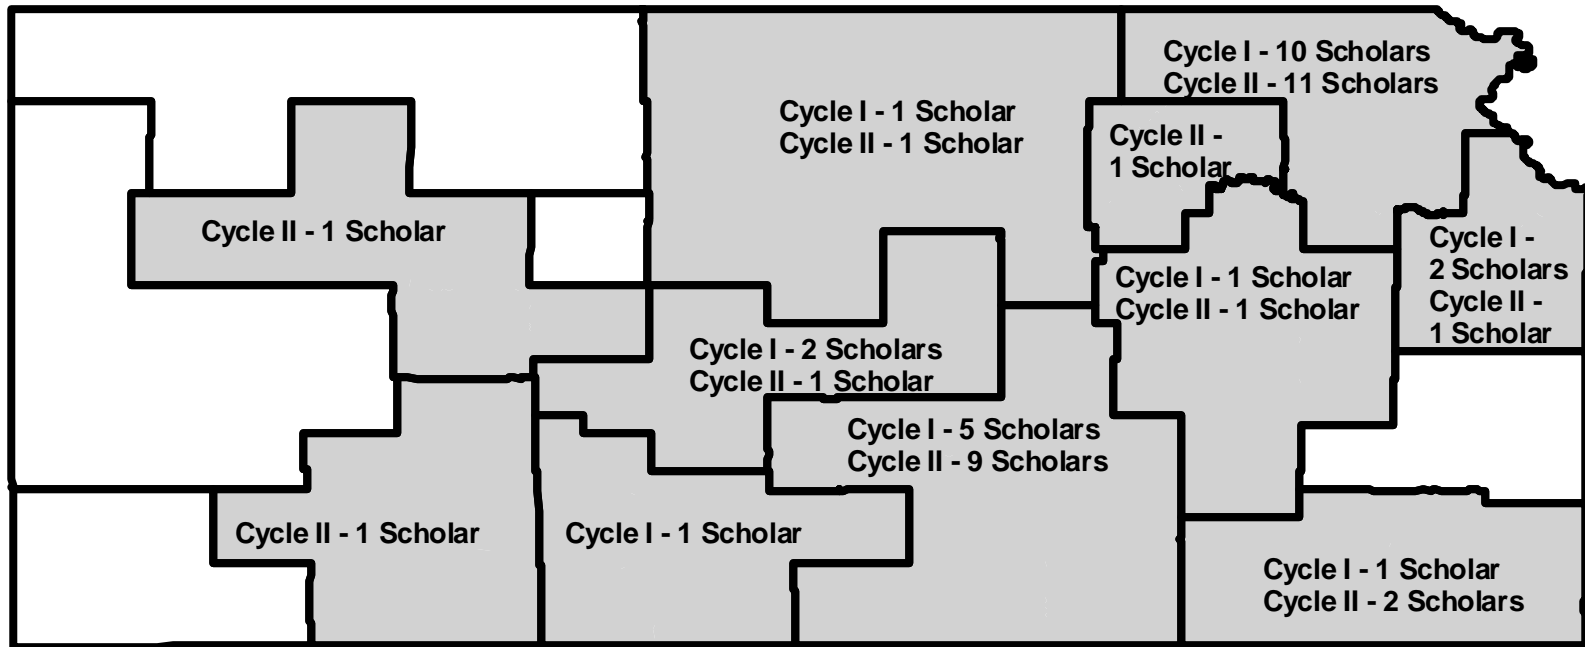 Cycle I - 10 Scholars
Cycle II - 11 Scholars
Cycle I - 1 Scholar
Cycle II - 1 Scholar
Cycle II -
1 Scholar
Cycle II - 1 Scholar
Cycle I -
2 Scholars
Cycle II -
1 Scholar
Cycle I - 1 Scholar
Cycle II - 1 Scholar
Cycle I - 2 Scholars
Cycle II - 1 Scholar
Cycle I - 5 Scholars
Cycle II - 9 Scholars
Cycle II - 1 Scholar
Cycle I - 1 Scholar
Cycle I - 1 Scholar
Cycle II - 2 Scholars